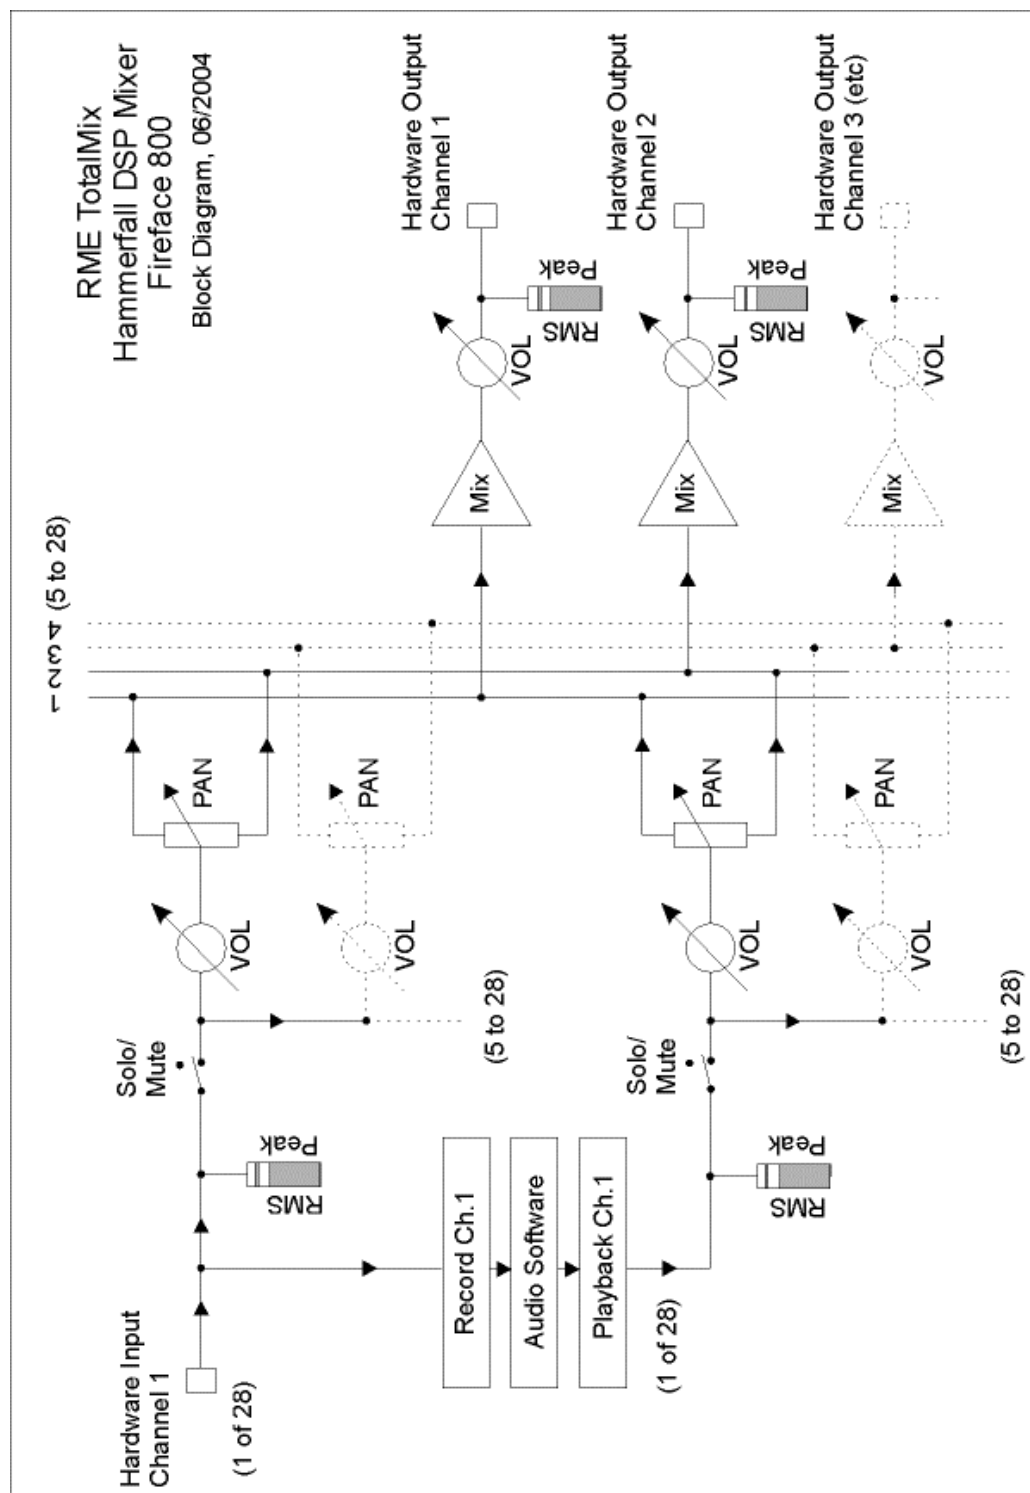 RME TotalMix
Hammerfall DSP Mixer
Fireface 800
Block Diagram, 06/2004
1 2 3 4 (5 to 28)
Hardware Input
Channel 1
(1 of 28)
RMS
Peak
Solo/
Mute
VOL
PAN
(5 to 28)
VOL
PAN
Record Ch.1
Audio Software
Playback Ch.1
(1 of 28)
RMS
Peak
Solo/
Mute
VOL
PAN
(5 to 28)
VOL
PAN
Mix
VOL
RMS
Peak
Hardware Output
Channel 1
Mix
VOL
RMS
Peak
Hardware Output
Channel 2
Mix
VOL
Hardware Output
Channel 3 (etc)